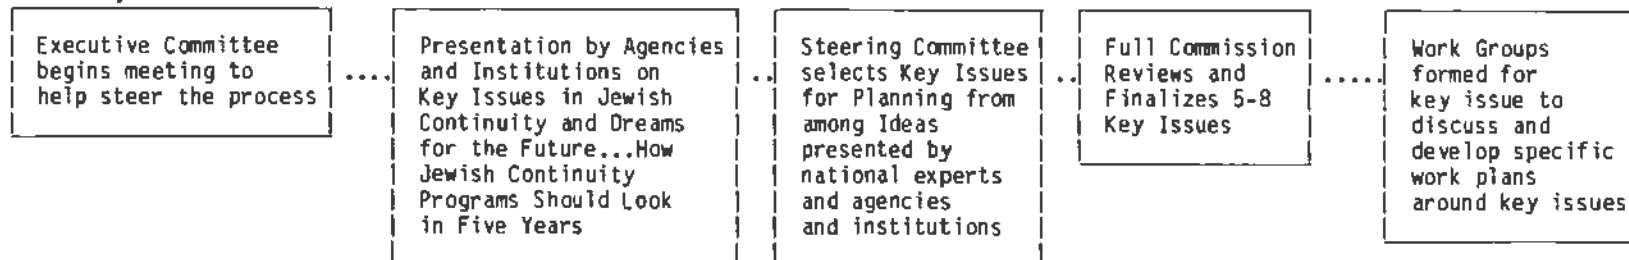 Executive Committee
begins meeting to
help steer the process
....
Presentation by Agencies
and Institutions on
Key Issues in Jewish
Continuity and Dreams
for the Future...How
Jewish Continuity
Programs Should Look
in Five Years
..
Steering Committee
selects Key Issues
for Planning from
among Ideas
presented by
national experts
and agencies
and institutions
..
Full Commission
Reviews and
Finalizes 5-8
Key Issues
.....
Work Groups
formed for
key issue to
discuss and
develop specific
work plans
around key issues